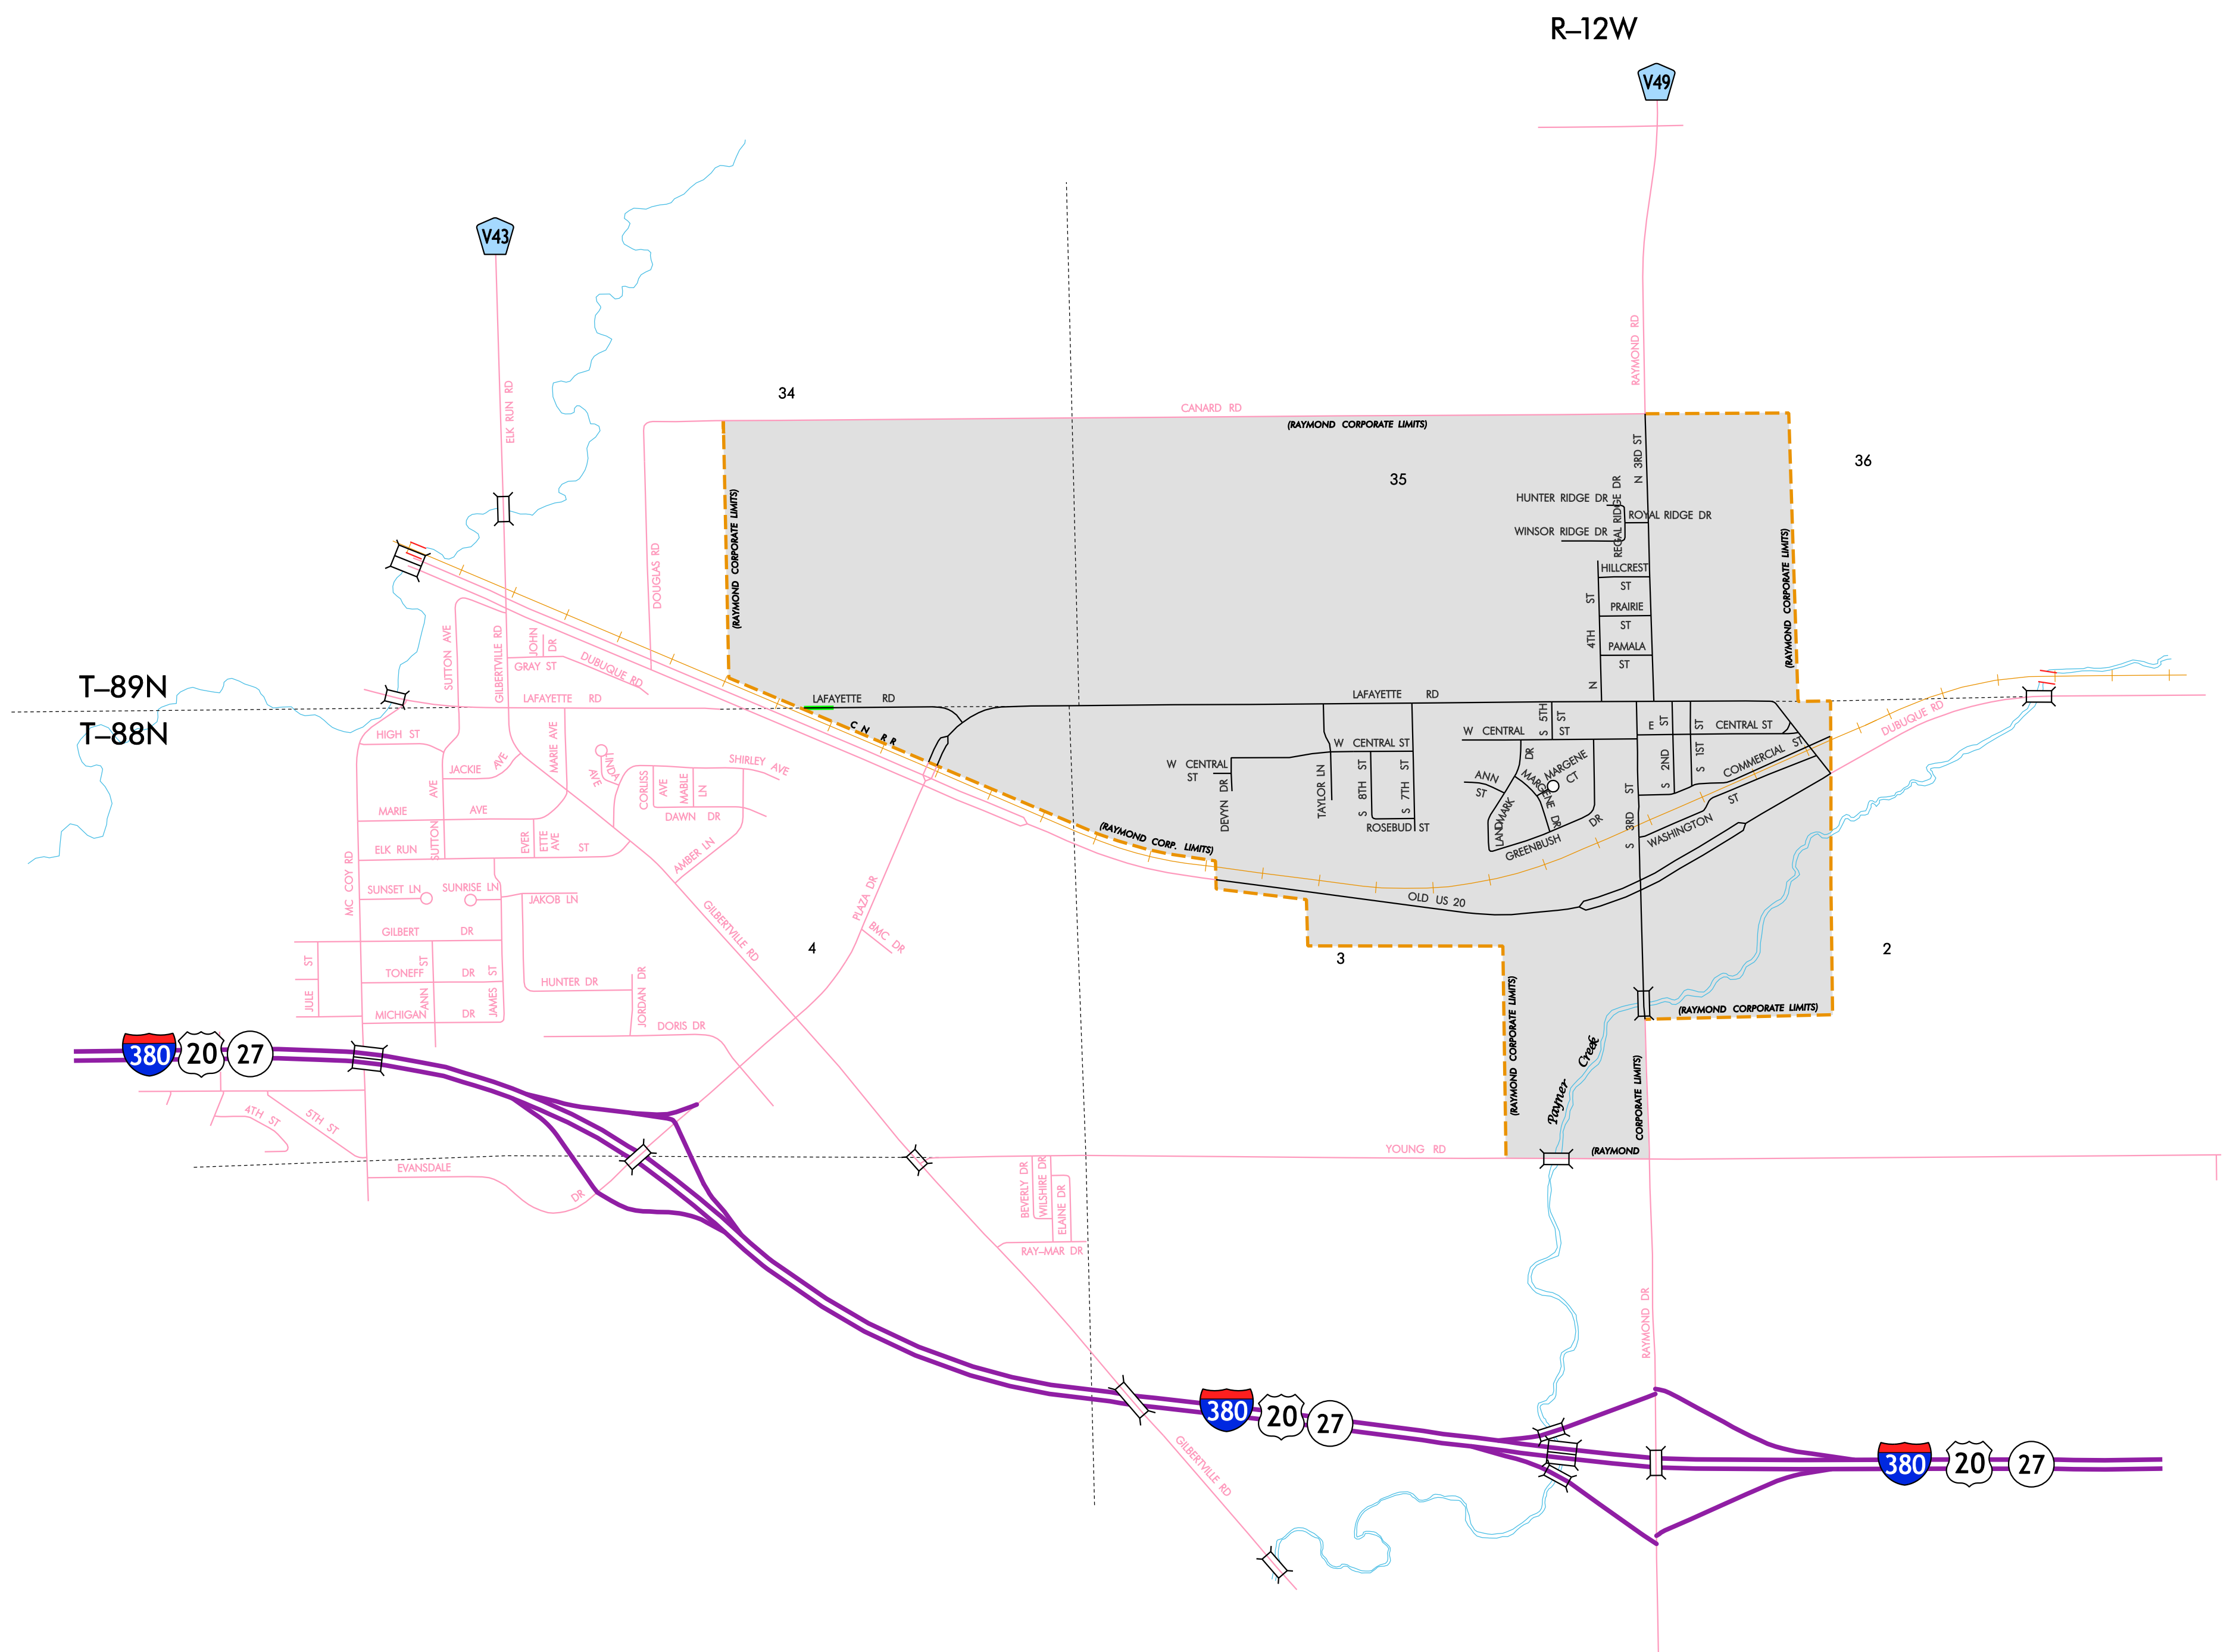 R–12W
V49
V43
ELK RUN RD
RAYMOND RD
34
CANARD RD
(RAYMOND CORPORATE LIMITS)
35
36
N 3RD ST
HUNTER RIDGE DR
REGAL RIDGE DR
ROYAL RIDGE DR
WINSOR RIDGE DR
(RAYMOND CORPORATE LIMITS)
(RAYMOND CORPORATE LIMITS)
DOUGLAS RD
HILLCREST
ST
PRAIRIE
ST
PAMALA
ST
N 4TH ST
SUTTON AVE
GILBERTVILLE RD
JOHN
DR
GRAY ST
DUBUQUE RD
T–89N
T–88N
LAFAYETTE RD
LAFAYETTE RD
LAFAYETTE RD
DUBUQUE RD
C N R R
HIGH ST
JACKIE AVE
MARIE AVE
LINDA
AVE
SHIRLEY AVE
CORLISS
AVE
MABLE
LN
DAWN DR
MARIE AVE
SUTTON AVE
EVER
ETTE
AVE
ELK RUN ST
AMBER LN
MC COY RD
SUNSET LN
SUNRISE LN
JAKOB LN
GILBERT DR
JULE ST
TONEFF DR
ANN ST
JAMES ST
MICHIGAN DR
HUNTER DR
JORDAN DR
DORIS DR
GILBERTVILLE RD
PLAZA DR
BMC DR
4
W CENTRAL
ST
DEVYN DR
W CENTRAL ST
TAYLOR LN
S 8TH ST
S 7TH ST
ROSEBUD ST
W CENTRAL ST
S 5TH
ST
ANN
ST
LANDMARK
DR
MARGENE DR
MARGENE
CT
GREENBUSH DR
E CENTRAL ST
S 2ND ST
S 1ST ST
S 3RD ST
COMMERCIAL ST
WASHINGTON ST
(RAYMOND CORP. LIMITS)
OLD US 20
3
2
(RAYMOND CORPORATE LIMITS)
(RAYMOND CORPORATE LIMITS)
Payner Creek
(RAYMOND
CORPORATE LIMITS)
380
20
27
4TH ST
5TH ST
EVANSDALE DR
YOUNG RD
BEVERLY DR
WILSHIRE DR
ELAINE DR
RAY–MAR DR
RAYMOND DR
380
20
27
GILBERTVILLE RD
380
20
27